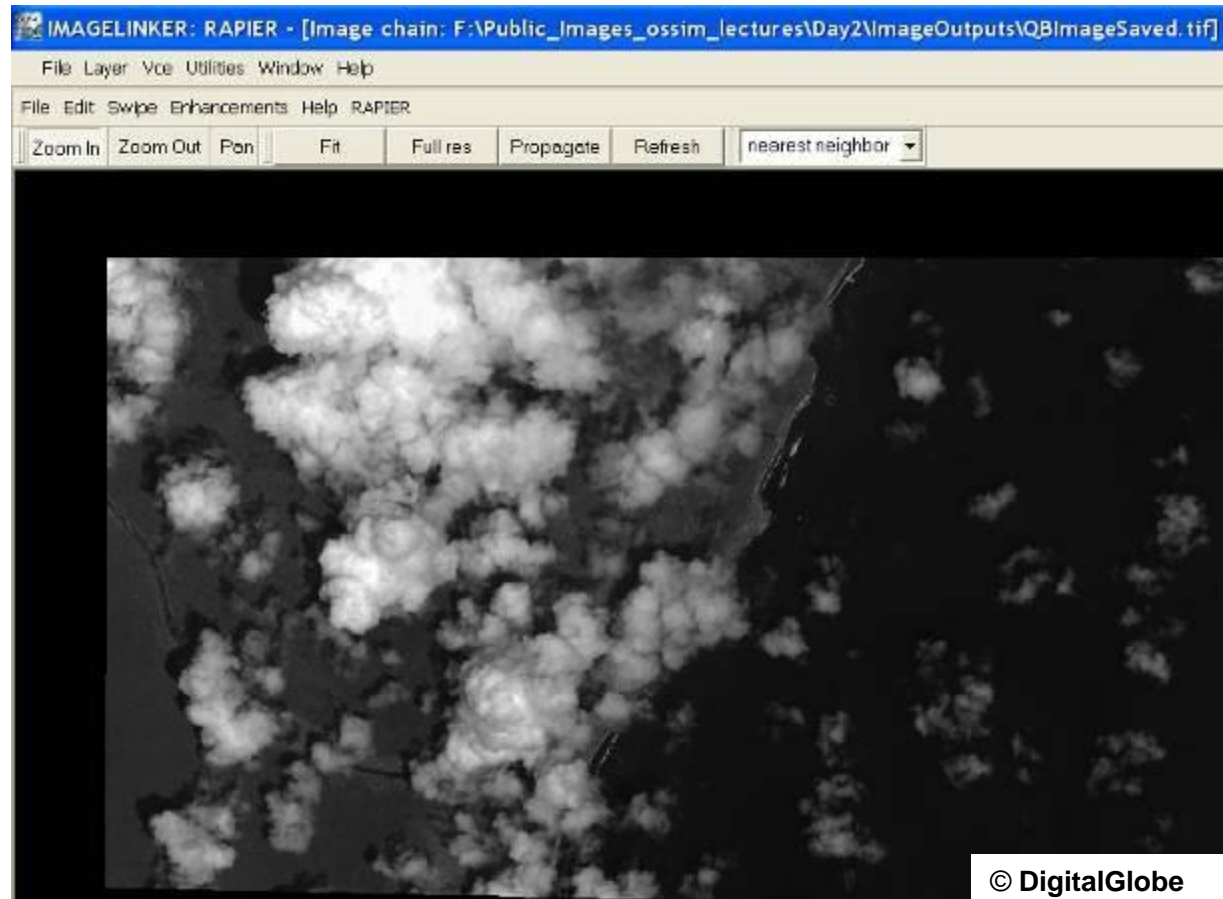 IMAGELINKER: RAPIER - [Image chain: F:\Public_Images_ossim_lectures\Day2\ImageOutputs\QBImageSaved.tif]
File Layer Vce Utilities Window Help
File Edit Swipe Enhancements Help RAPIER
Zoom In Zoom Out Pan Fit Full res Propagate Refresh nearest neighbor
© DigitalGlobe